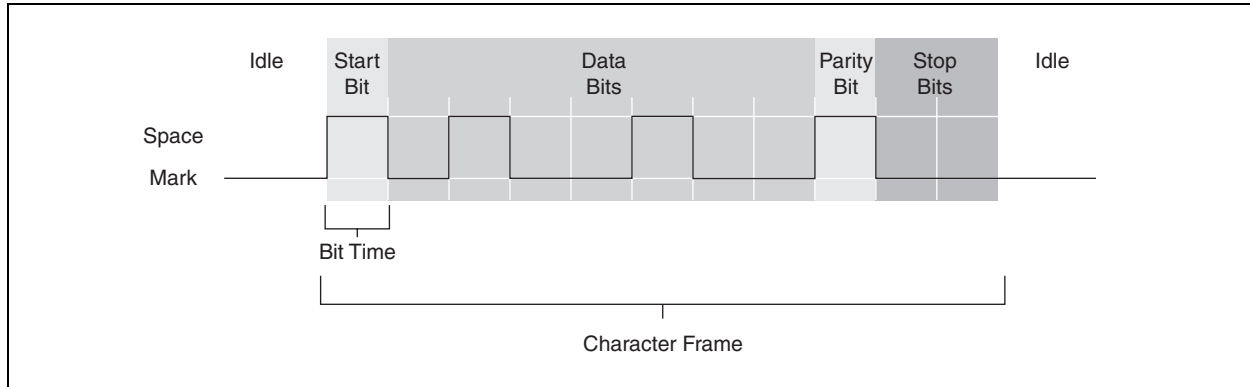 Idle
Start
Bit
Data
Bits
Parity
Bit
Stop
Bits
Idle
Space
Mark
Bit Time
Character Frame